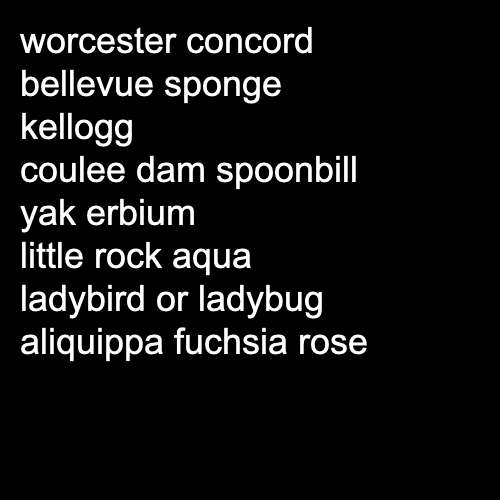 worcester concord
bellevue sponge
kellogg
coulee dam spoonbill
yak erbium
little rock aqua
ladybird or ladybug
aliquippa fuchsia rose